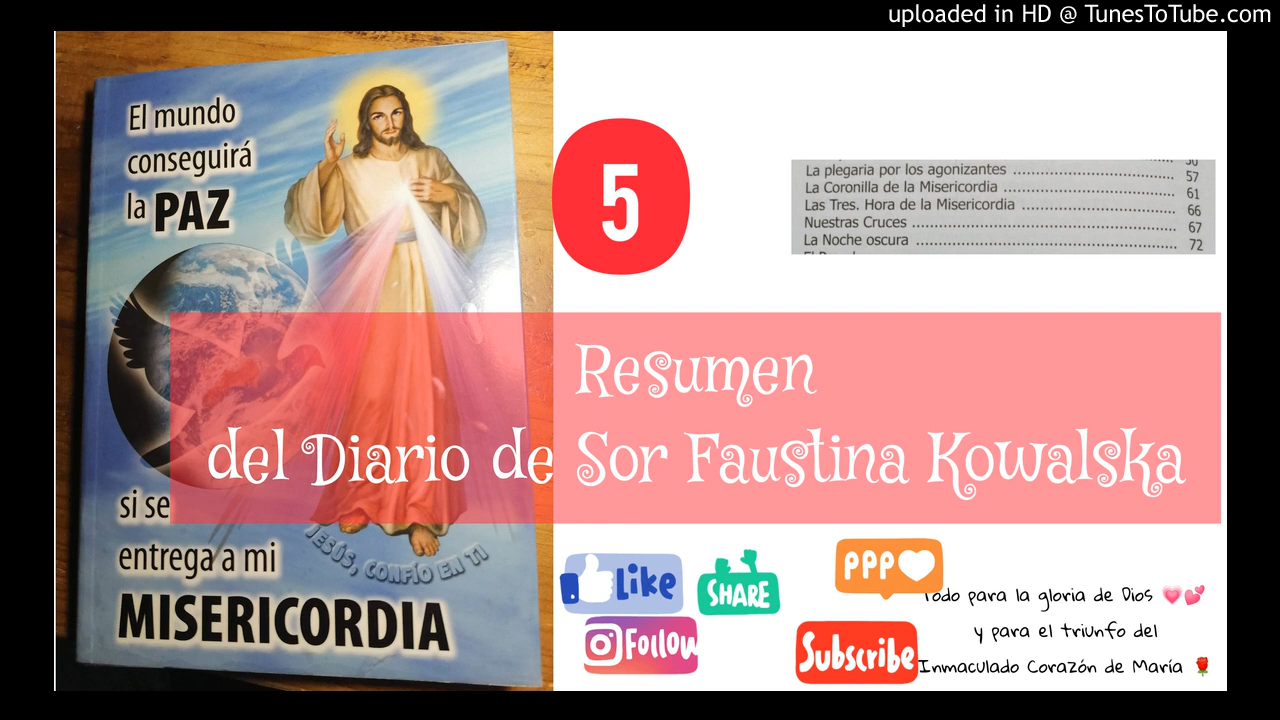 uploaded in HD @ TunesToTube.com
El mundo
conseguirá
la PAZ
si se
entrega a mi
MISERICORDIA
JESÚS, CONFÍO EN TI
5
La plegaria por los agonizantes ........ 57
La Coronilla de la Misericordia ........ 61
Las Tres. Hora de la Misericordia ........ 66
Nuestras Cruces ........ 67
La Noche oscura ........ 72
Resumen
del Diario de Sor Faustina Kowalska
Like
SHARE
PPP
Follow
Subscribe
Todo para la gloria de Dios 💗💕
y para el triunfo del
Inmaculado Corazón de María 🌹